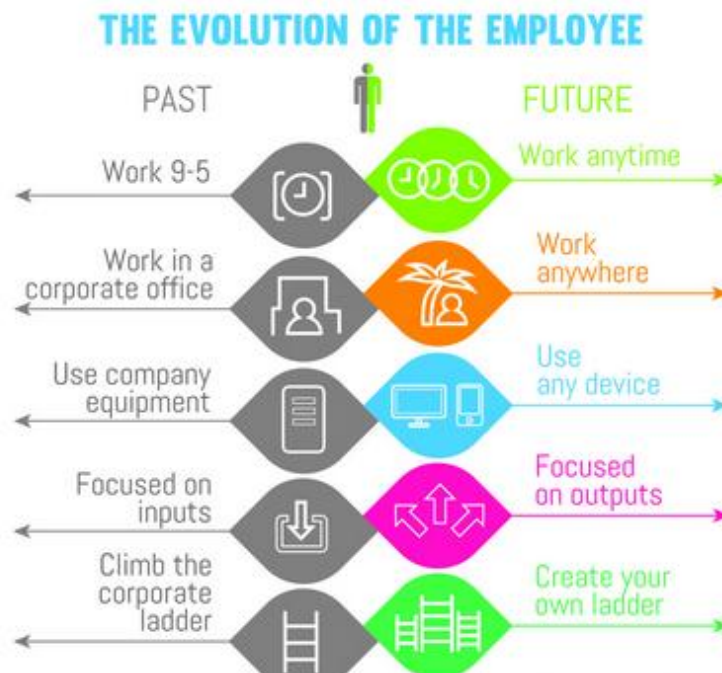 THE EVOLUTION OF THE EMPLOYEE
PAST
FUTURE
Work 9-5
Work anytime
Work in a
corporate office
Work
anywhere
Use company
equipment
Use
any device
Focused on
inputs
Focused
on outputs
Climb the
corporate
ladder
Create your
own ladder